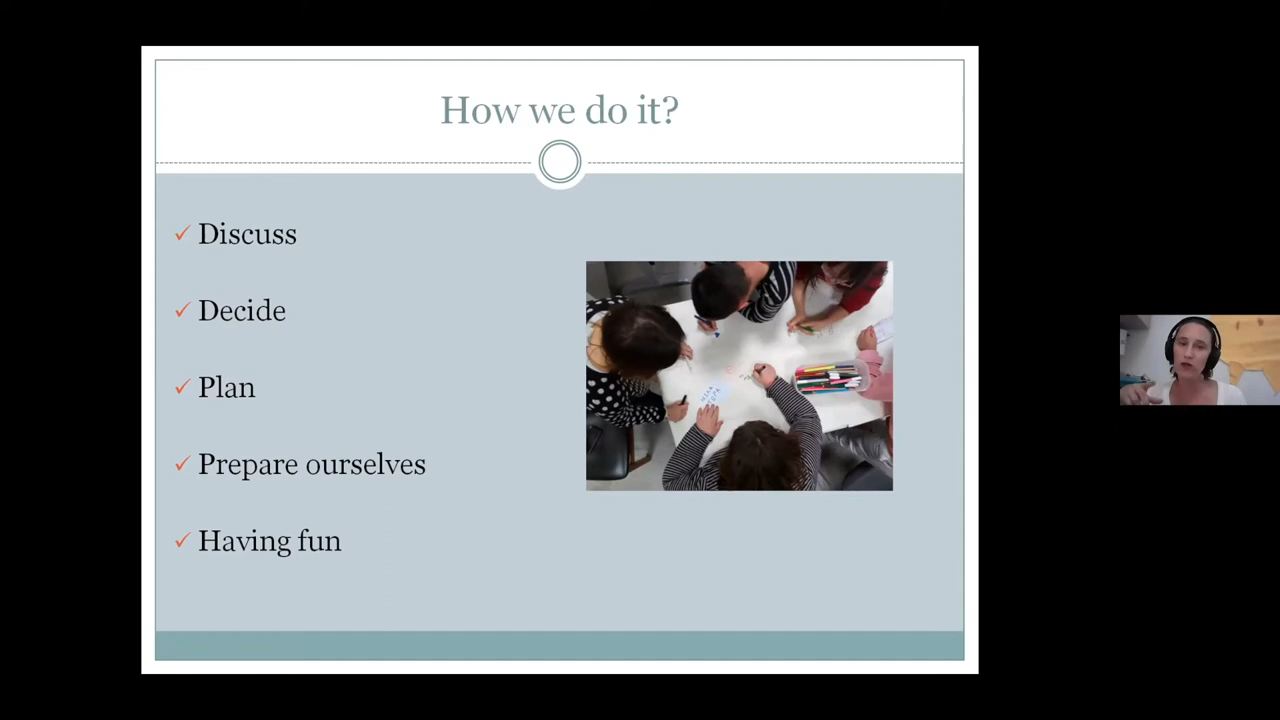 How we do it?
Discuss
Decide
Plan
Prepare ourselves
Having fun